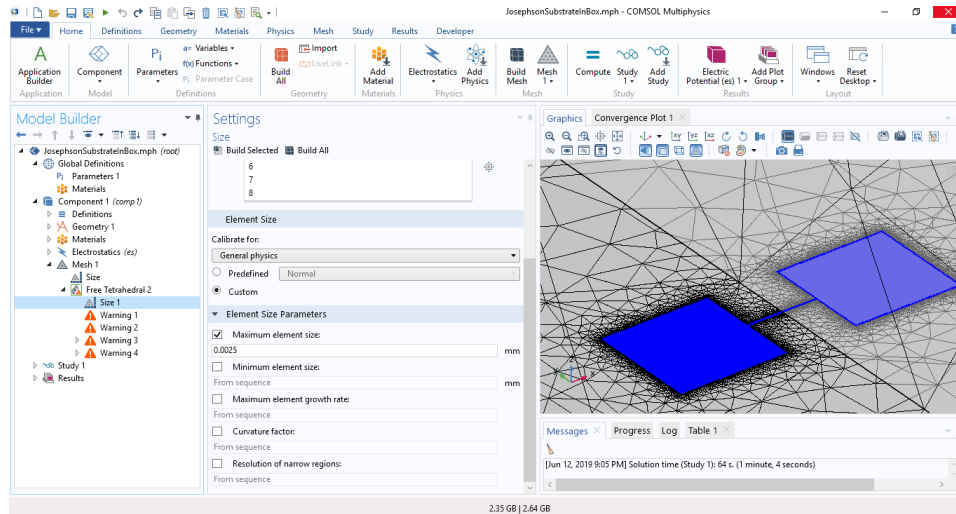 JosephsonSubstrateInBox.mph - COMSOL Multiphysics
File Home Definitions Geometry Materials Physics Mesh Study Results Developer
A
Application Builder
Application
Component 1
Model
Pi
Parameters
a= Variables
f(x) Functions
Pi Parameter Case
Definitions
Build All
Import
LiveLink
Geometry
Add Material
Materials
Electrostatics
Add Physics
Physics
Build Mesh
Mesh 1
Mesh
Compute
Study 1
Add Study
Study
Electric Potential (es) 1
Add Plot Group
Results
Windows
Reset Desktop
Layout
Model Builder
JosephsonSubstrateInBox.mph (root)
Global Definitions
Pi Parameters 1
Materials
Component 1 (comp1)
Definitions
Geometry 1
Materials
Electrostatics (es)
Mesh 1
Size
Free Tetrahedral 2
Size 1
Warning 1
Warning 2
Warning 3
Warning 4
Study 1
Results
Settings
Size
Build Selected Build All
6
7
8
Element Size
Calibrate for:
General physics
Predefined Normal
Custom
Element Size Parameters
Maximum element size:
0.0025 mm
Minimum element size:
From sequence mm
Maximum element growth rate:
From sequence
Curvature factor:
From sequence
Resolution of narrow regions:
From sequence
Graphics Convergence Plot 1
xy yz xz
Messages Progress Log Table 1
[Jun 12, 2019 9:05 PM] Solution time (Study 1): 64 s. (1 minute, 4 seconds)
2.35 GB | 2.64 GB